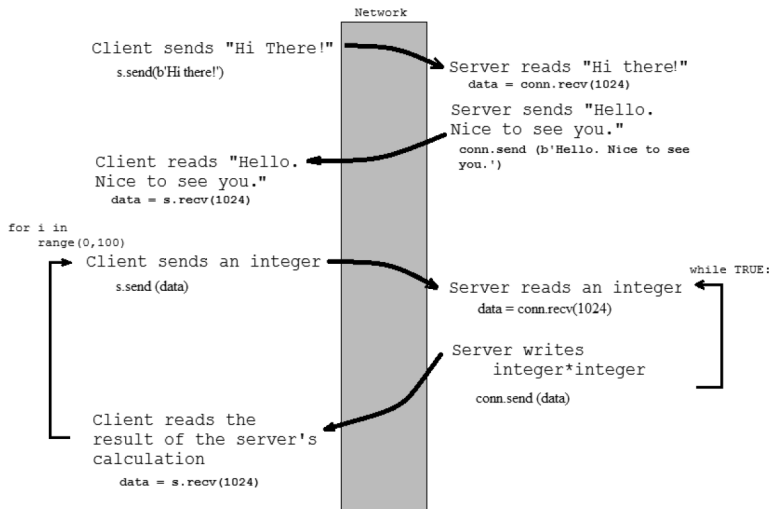 Network
Client sends "Hi There!"
s.send(b'Hi there!')
Server reads "Hi there!"
data = conn.recv(1024)
Server sends "Hello.
Nice to see you."
conn.send (b'Hello. Nice to see
you.')
Client reads "Hello.
Nice to see you."
data = s.recv(1024)
for i in
range(0,100)
Client sends an integer
s.send (data)
while TRUE:
Server reads an integer
data = conn.recv(1024)
Server writes
integer*integer
conn.send (data)
Client reads the
result of the server's
calculation
data = s.recv(1024)